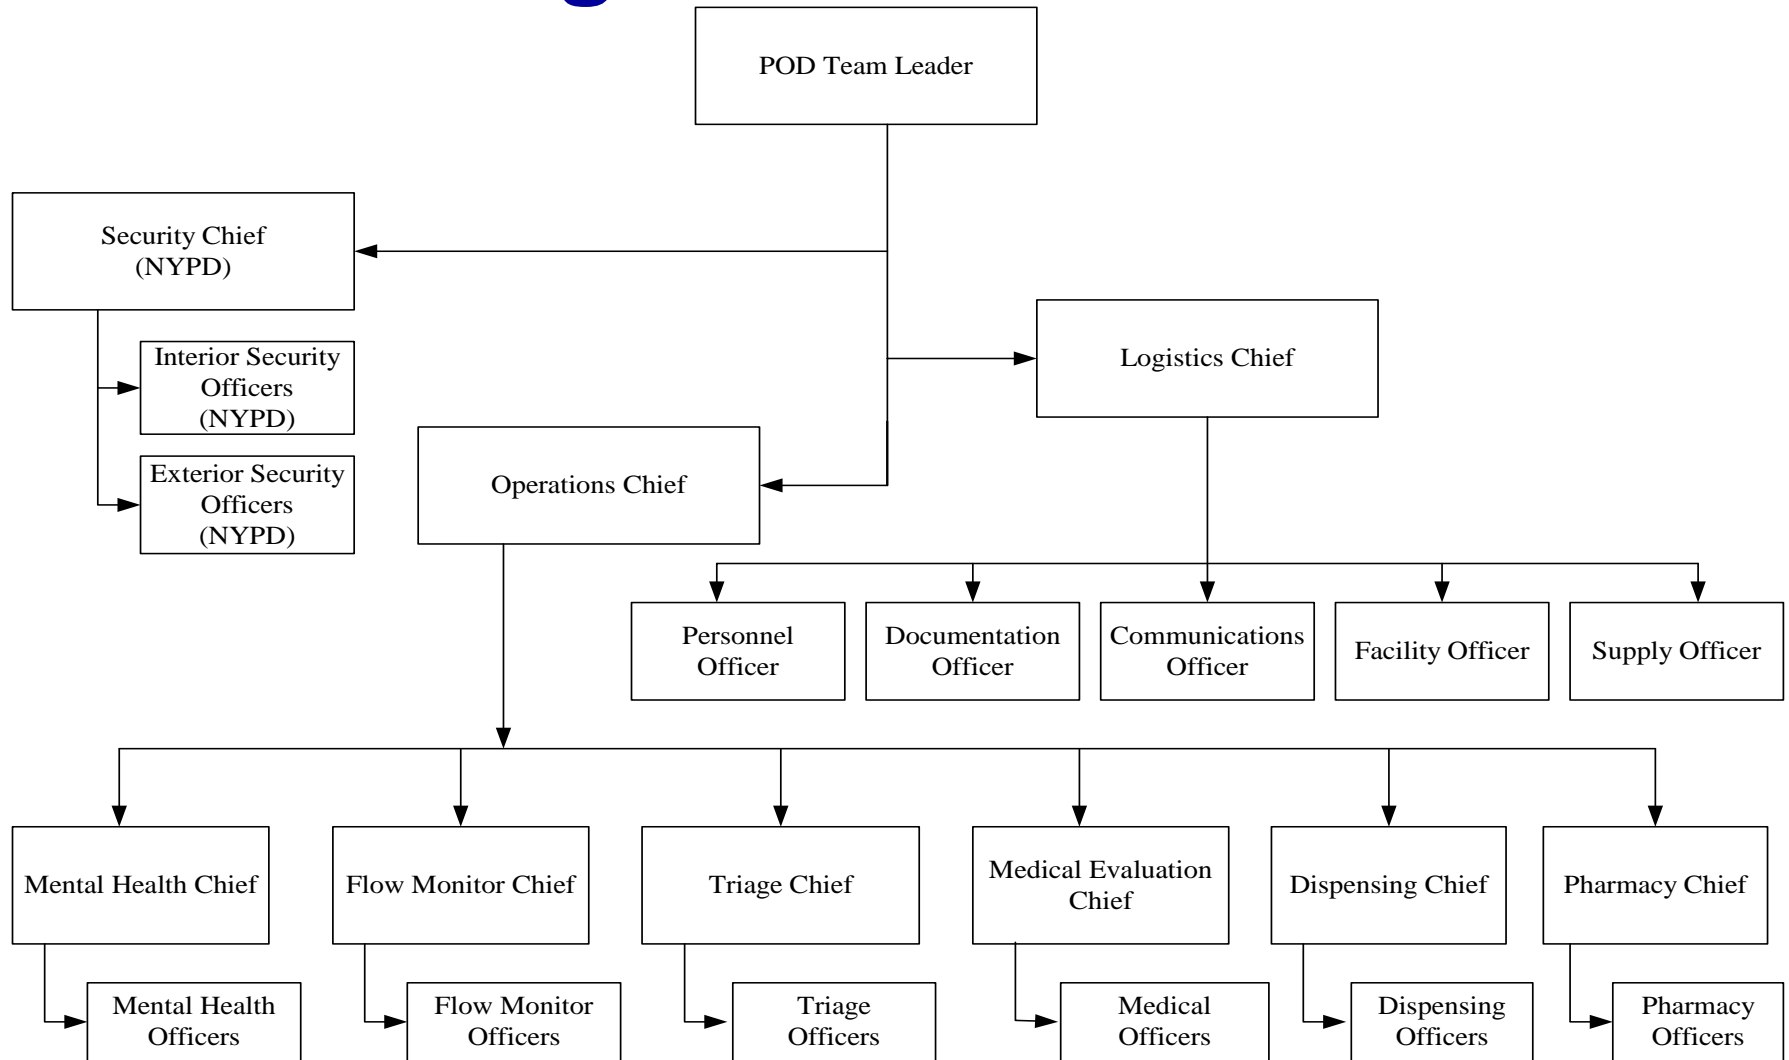 POD Team Leader
Security Chief
(NYPD)
Interior Security
Officers
(NYPD)
Exterior Security
Officers
(NYPD)
Logistics Chief
Operations Chief
Personnel
Officer
Documentation
Officer
Communications
Officer
Facility Officer
Supply Officer
Mental Health Chief
Flow Monitor Chief
Triage Chief
Medical Evaluation
Chief
Dispensing Chief
Pharmacy Chief
Mental Health
Officers
Flow Monitor
Officers
Triage
Officers
Medical
Officers
Dispensing
Officers
Pharmacy
Officers